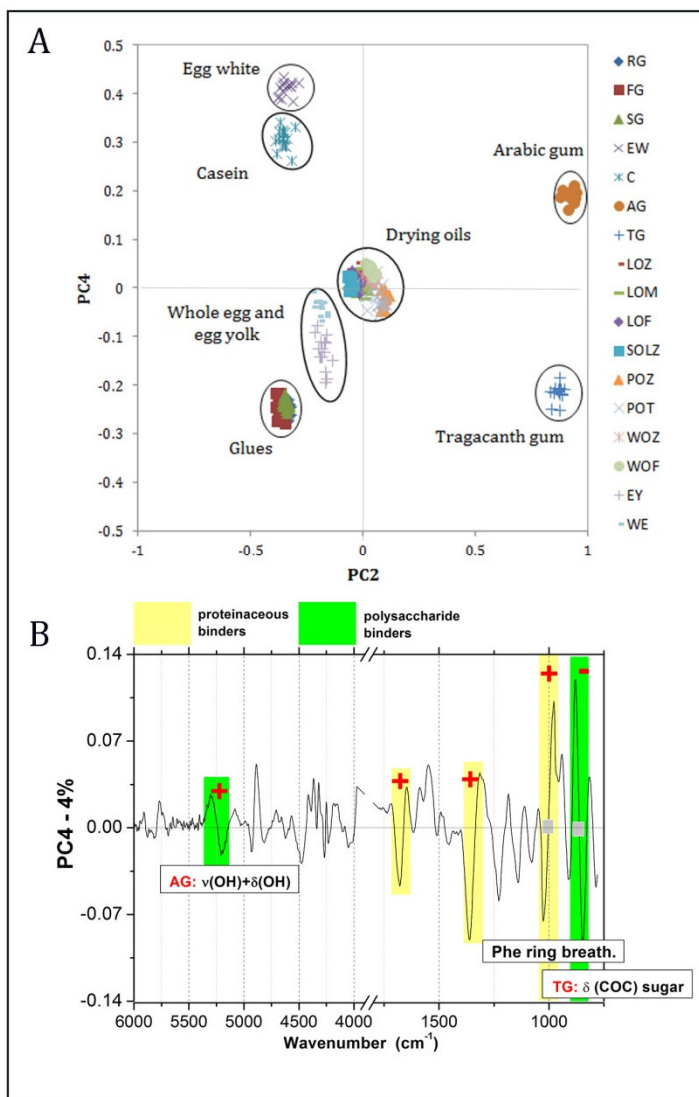 A
0.5
0.4
0.3
0.2
0.1
0
-0.1
-0.2
-0.3
-0.4
-0.5
PC4
-1
-0.5
0
0.5
1
PC2
Egg white
Casein
Arabic gum
Drying oils
Whole egg and
egg yolk
Glues
Tragacanth gum
RG
FG
SG
EW
C
AG
TG
LOZ
LOM
LOF
SOLZ
POZ
POT
WOZ
WOF
EY
WE
B
proteinaceous
binders
polysaccharide
binders
0.14
0.07
0.00
-0.07
-0.14
PC4 - 4%
+
+
+
+
-
AG: ν(OH)+δ(OH)
Phe ring breath.
TG: δ (COC) sugar
6000
5500
5000
4500
4000
1500
1000
Wavenumber (cm-1)